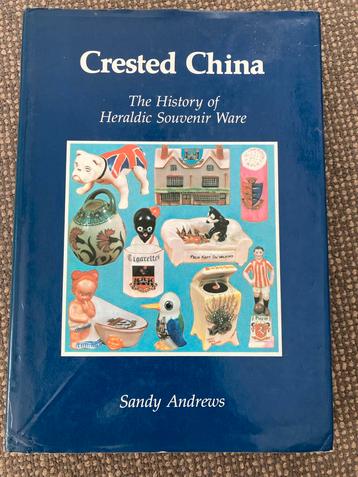 Crested China
The History of
Heraldic Souvenir Ware
Cigarettes
Sandy Andrews